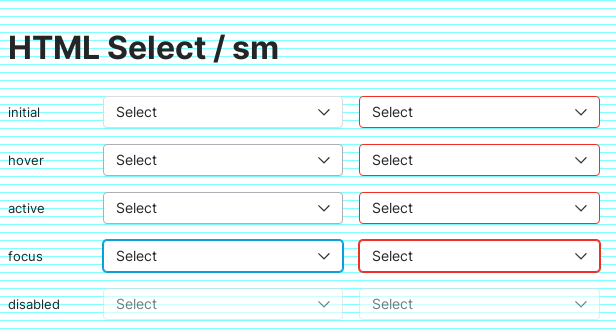 HTML Select / sm
initial Select Select
hover Select Select
active Select Select
focus Select Select
disabled Select Select